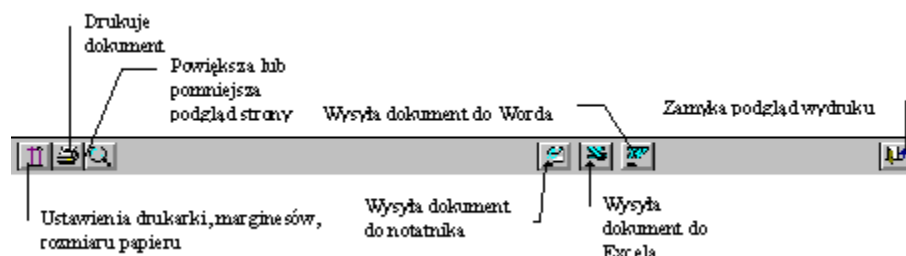 Drukuje
dokument
Powiększa lub
pomniejsza
podgląd strony
Wysyła dokument do Worda
Zamyka podgląd wydruku
Ustawienia drukarki, marginesów,
rozmiaru papieru
Wysyła dokument
do notatnika
Wysyła
dokument do
Excela